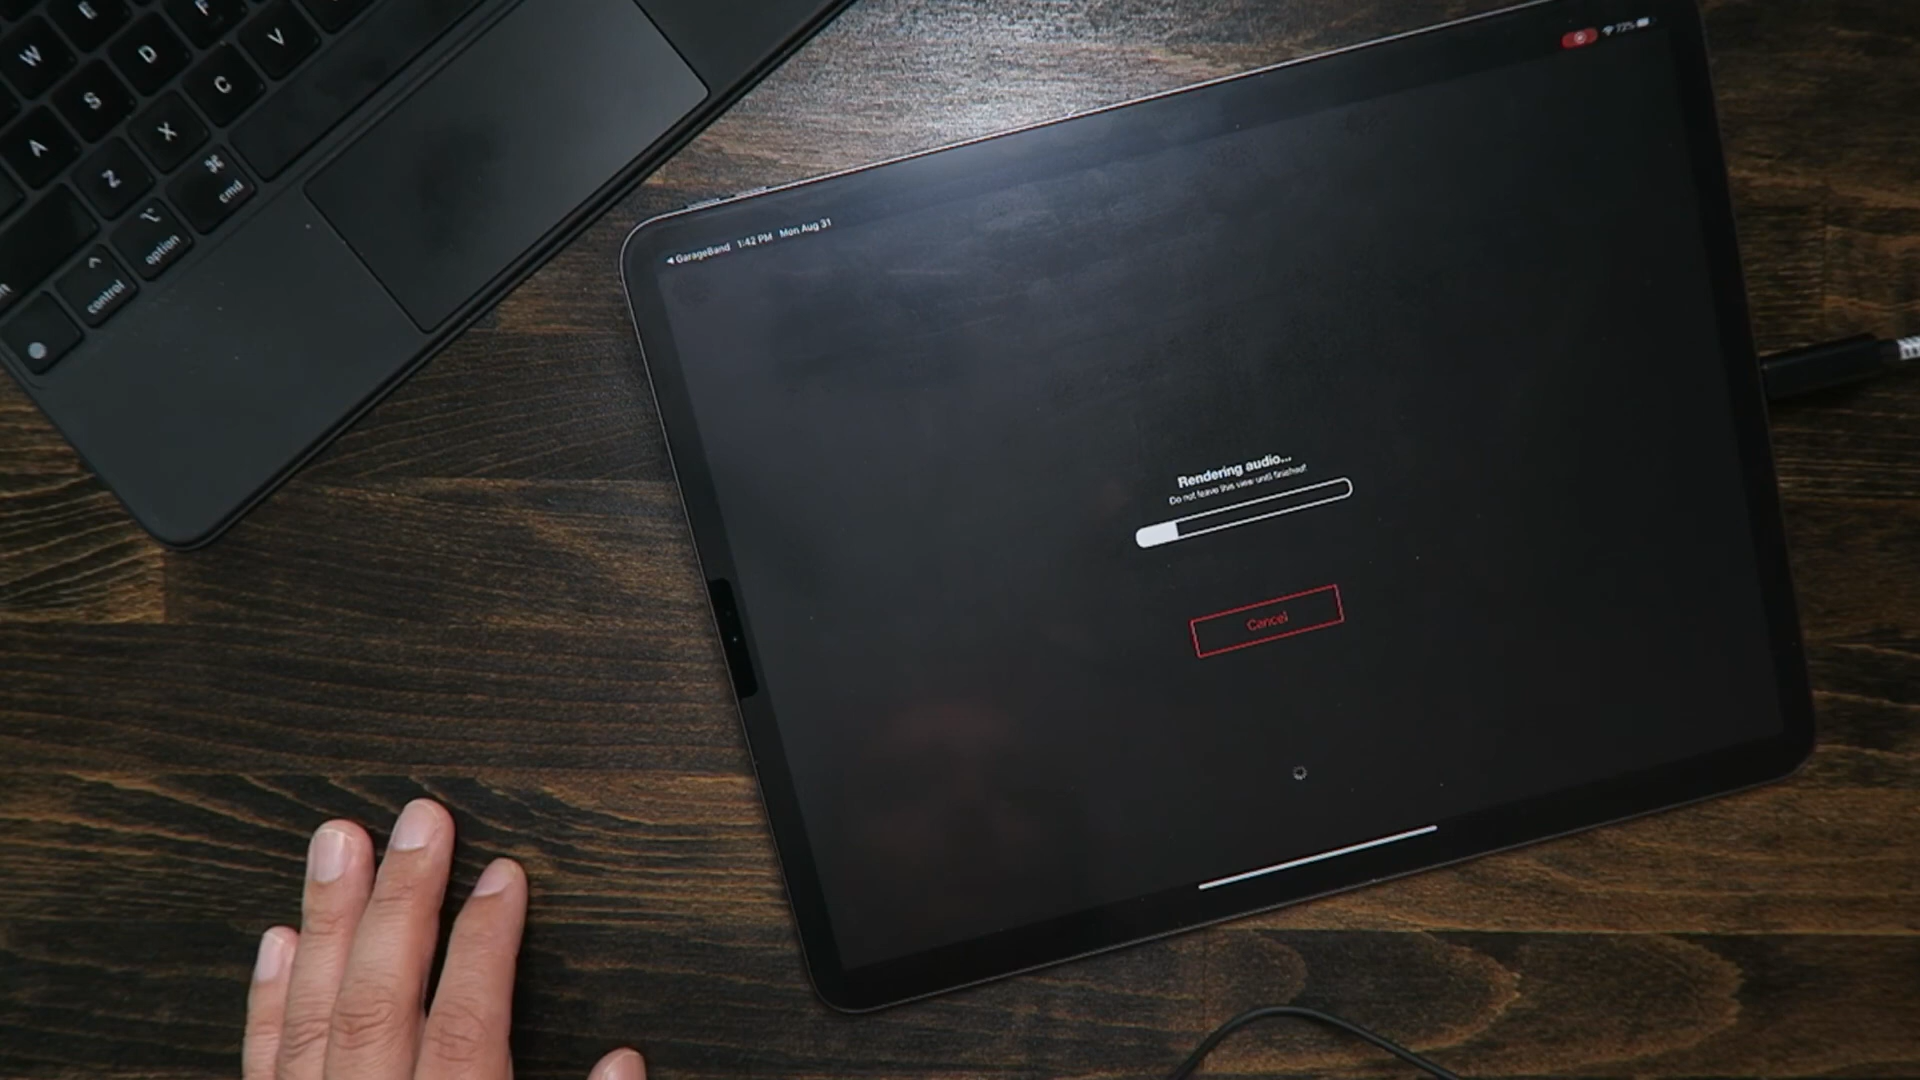 W E F
A S D V
Z X C
control option cmd
◀ GarageBand 1:42 PM Mon Aug 31
72%
Rendering audio...
Do not leave this view until finished!
Cancel